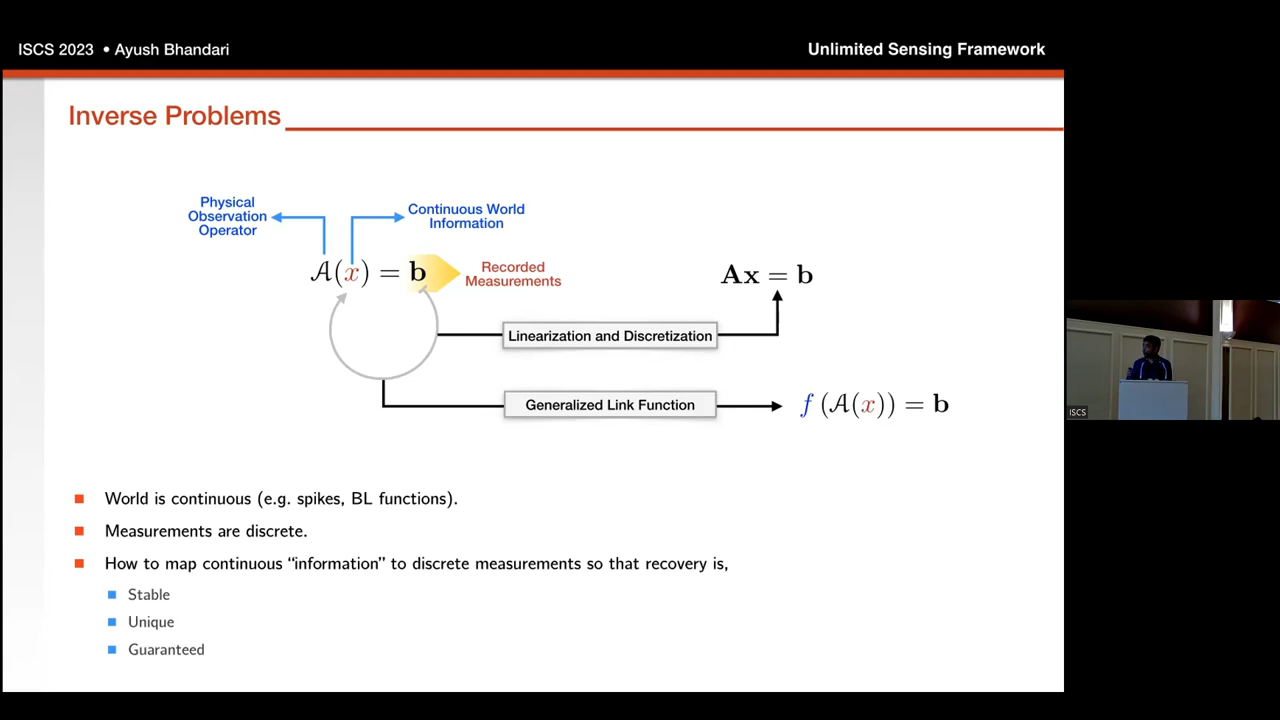 ISCS 2023 • Ayush Bhandari
Unlimited Sensing Framework
Inverse Problems
Physical
Observation
Operator
Continuous World
Information
𝒜(x) = b
Recorded
Measurements
Ax = b
Linearization and Discretization
Generalized Link Function
f (𝒜(x)) = b
World is continuous (e.g. spikes, BL functions).
Measurements are discrete.
How to map continuous “information” to discrete measurements so that recovery is,
Stable
Unique
Guaranteed
ISCS